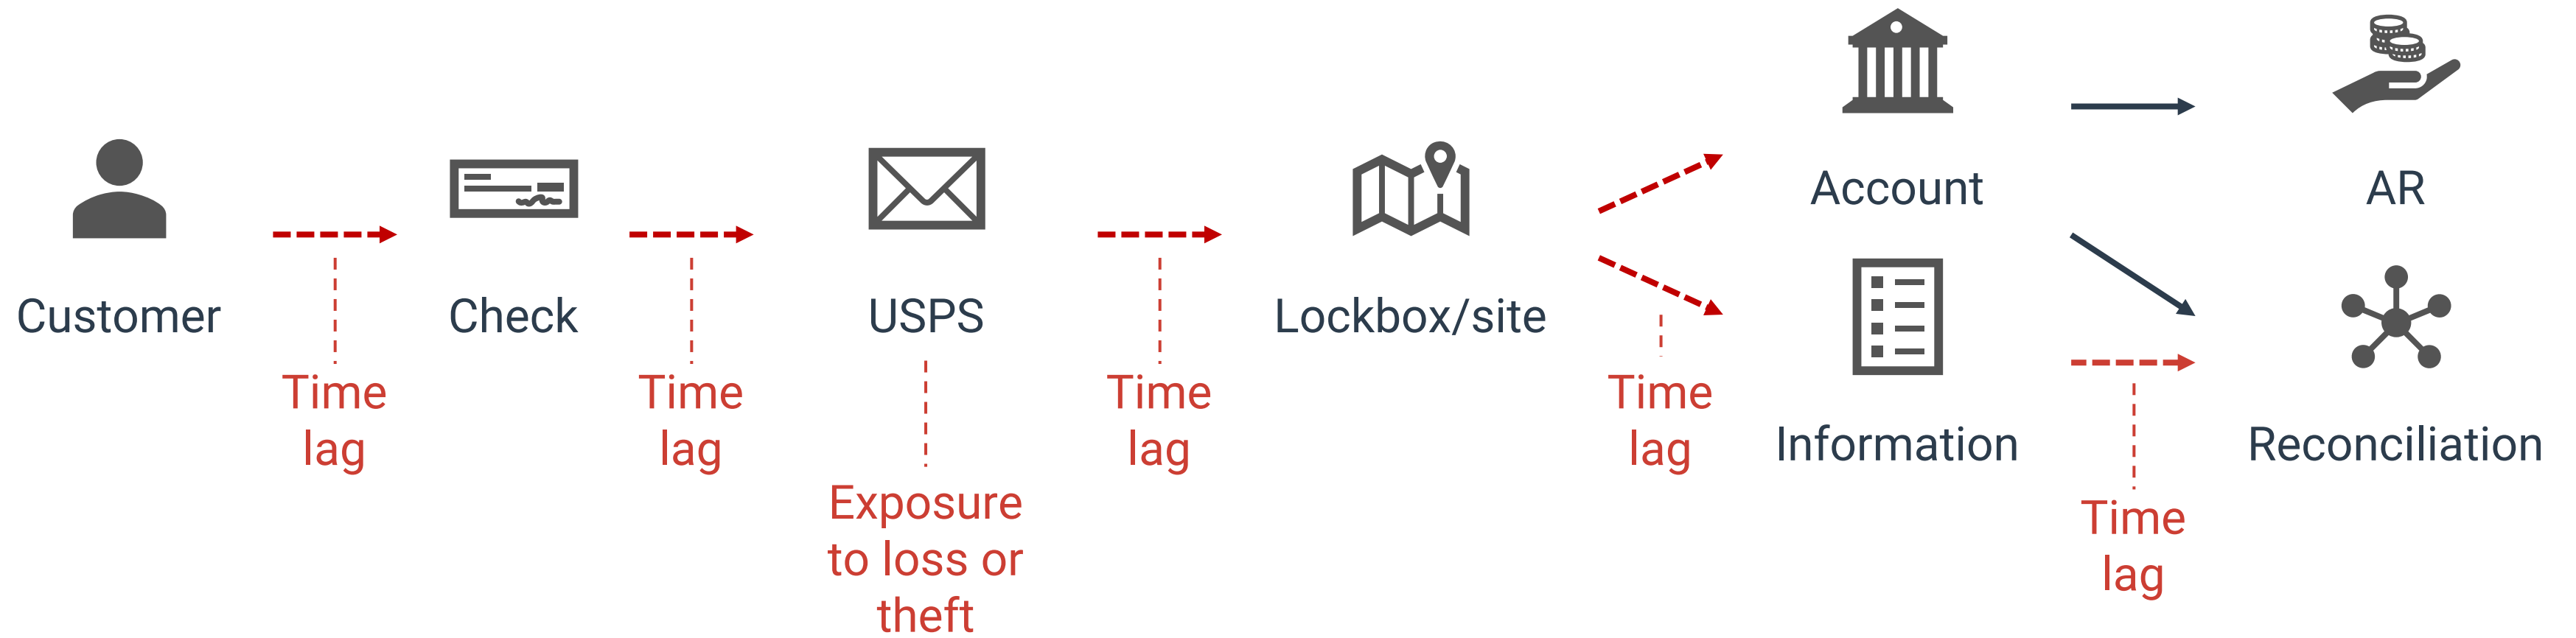 Customer
Check
USPS
Lockbox/site
Account
AR
Information
Reconciliation
Time
lag
Time
lag
Exposure
to loss or
theft
Time
lag
Time
lag
Time
lag